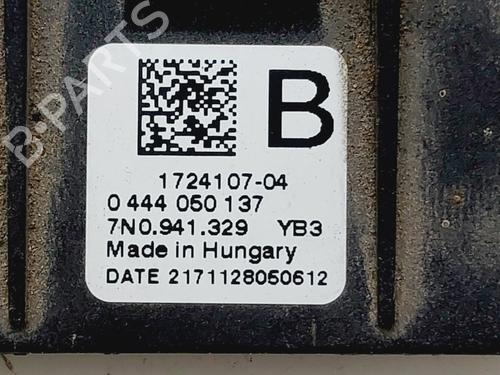 B
1724107-04
0 444 050 137
7N0.941.329 YB3
Made in Hungary
DATE 2171128050612
B-PARTS